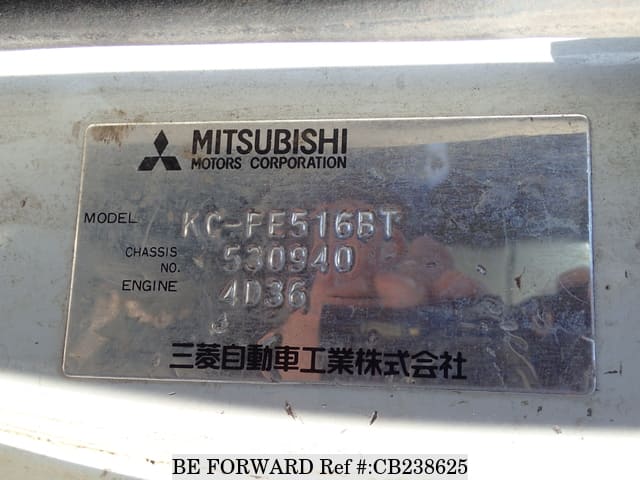 MITSUBISHI
MOTORS CORPORATION
MODEL KC-FE516BT
CHASSIS NO. 530940
ENGINE 4D36
三菱自動車工業株式会社
BE FORWARD Ref #:CB238625